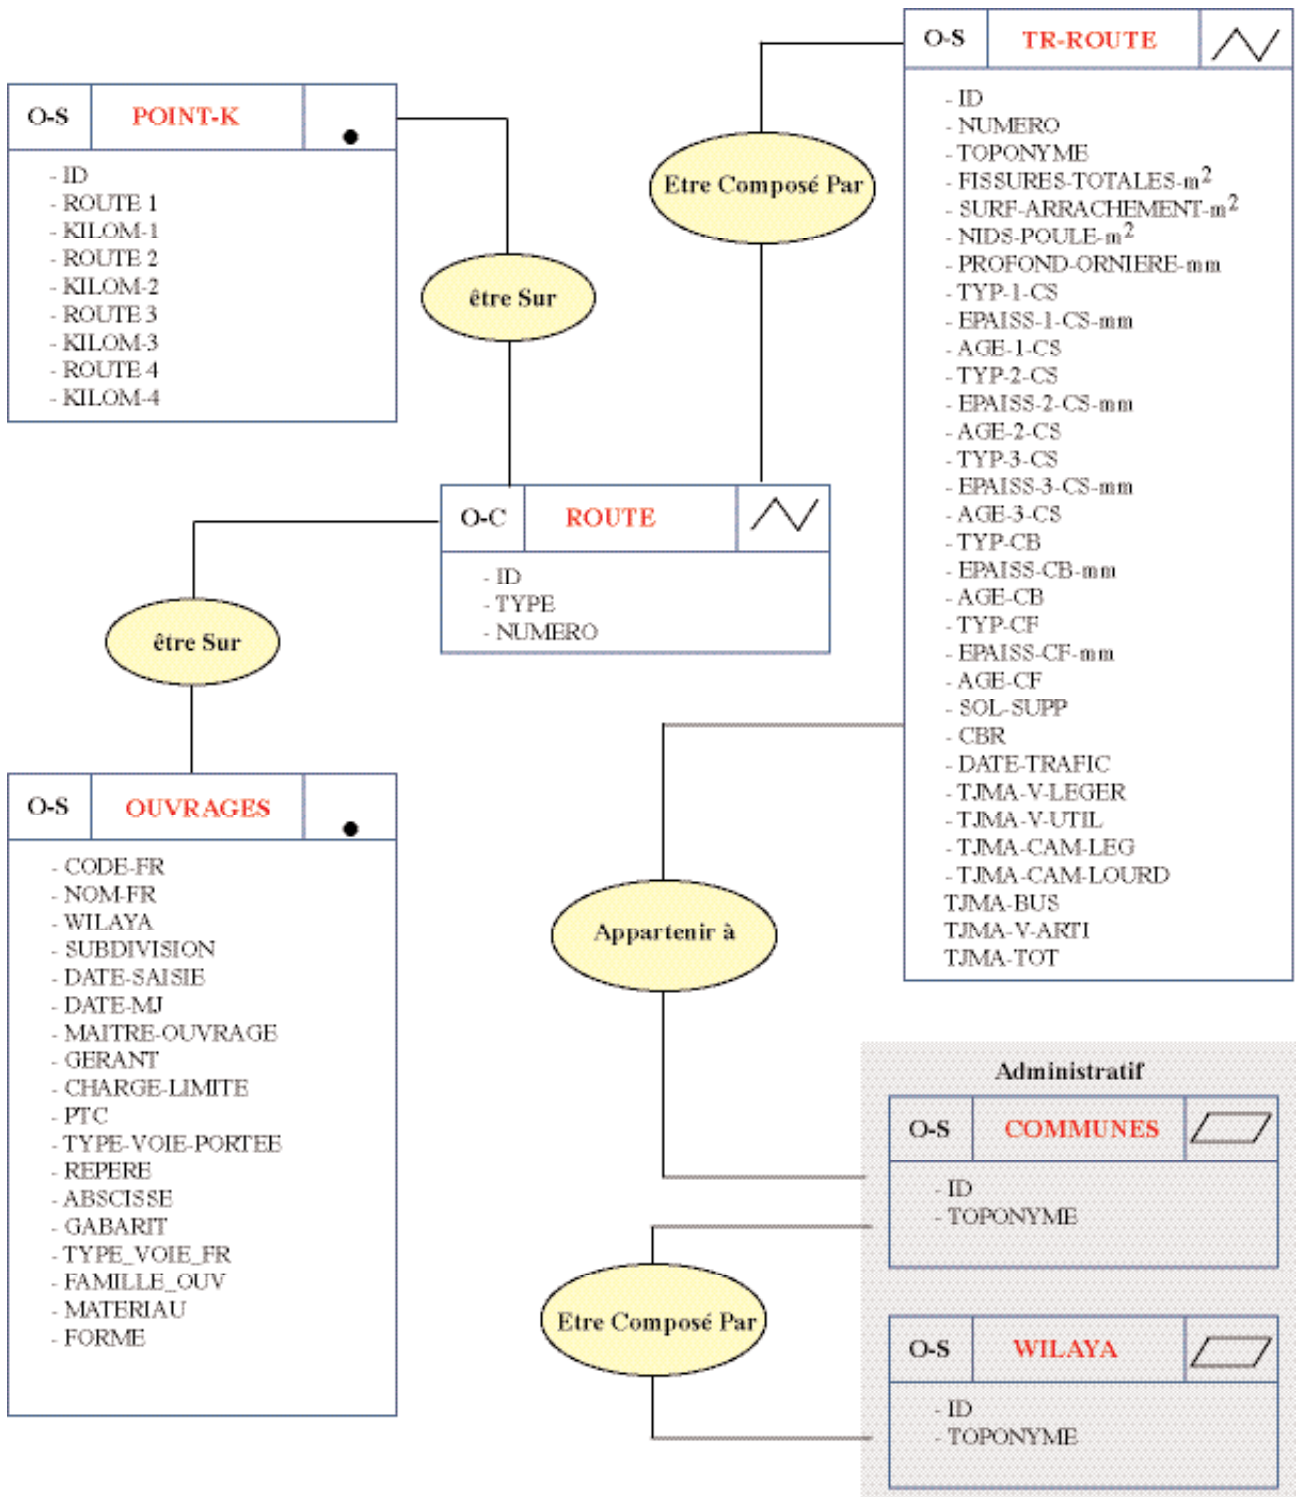 O-S POINT-K
- ID
- ROUTE 1
- KILOM-1
- ROUTE 2
- KILOM-2
- ROUTE 3
- KILOM-3
- ROUTE 4
- KILOM-4
être Sur
Etre Composé Par
O-S TR-ROUTE
- ID
- NUMERO
- TOPONYME
- FISSURES-TOTALES-m²
- SURF-ARRACHEMENT-m²
- NIDS-POULE-m²
- PROFOND-ORNIERE-mm
- TYP-1-CS
- EPAISS-1-CS-mm
- AGE-1-CS
- TYP-2-CS
- EPAISS-2-CS-mm
- AGE-2-CS
- TYP-3-CS
- EPAISS-3-CS-mm
- AGE-3-CS
- TYP-CB
- EPAISS-CB-mm
- AGE-CB
- TYP-CF
- EPAISS-CF-mm
- AGE-CF
- SOL-SUPP
- CBR
- DATE-TRAFIC
- TJMA-V-LEGER
- TJMA-V-UTIL
- TJMA-CAM-LEG
- TJMA-CAM-LOURD
TJMA-BUS
TJMA-V-ARTI
TJMA-TOT
O-C ROUTE
- ID
- TYPE
- NUMERO
être Sur
O-S OUVRAGES
- CODE-FR
- NOM-FR
- WILAYA
- SUBDIVISION
- DATE-SAISIE
- DATE-MJ
- MAITRE-OUVRAGE
- GERANT
- CHARGE-LIMITE
- PTC
- TYPE-VOIE-PORTEE
- REPERE
- ABSCISSE
- GABARIT
- TYPE_VOIE_FR
- FAMILLE_OUV
- MATERIAU
- FORME
Appartenir à
Administratif
O-S COMMUNES
- ID
- TOPONYME
Etre Composé Par
O-S WILAYA
- ID
- TOPONYME